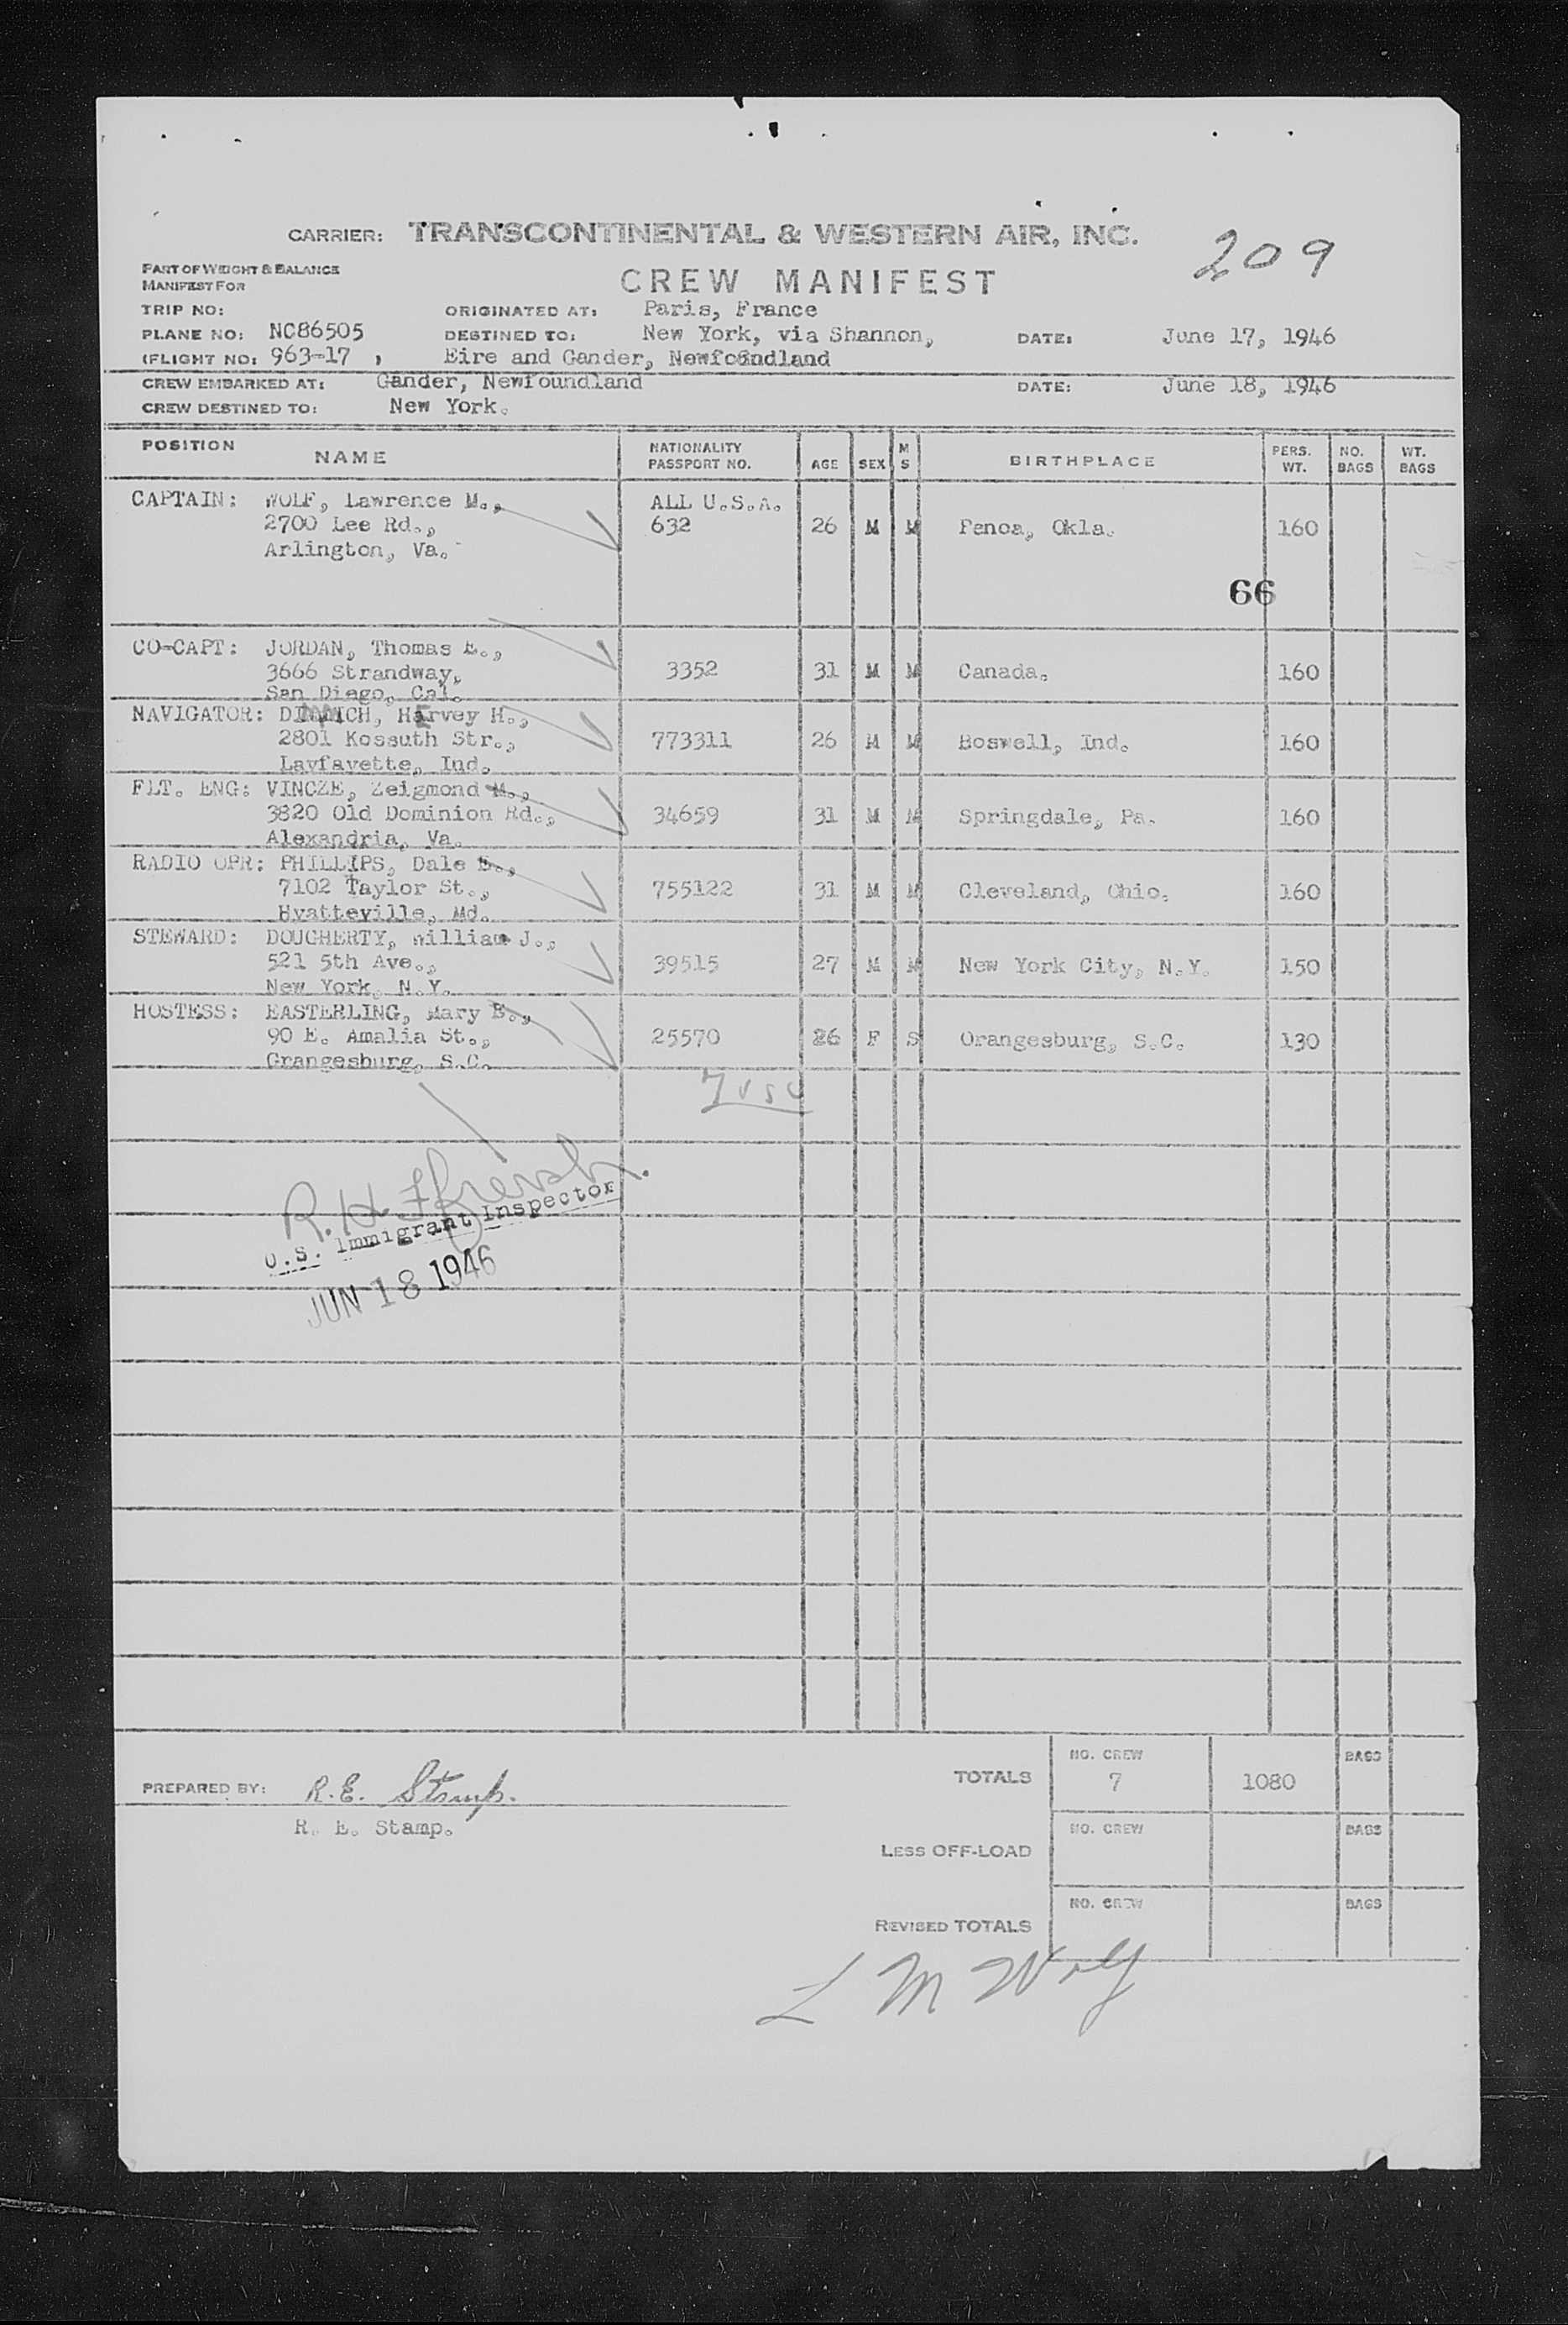 209
CARRIER: TRANSCONTINENTAL & WESTERN AIR, INC.
PART OF WEIGHT & BALANCE
MANIFEST FOR
CREW MANIFEST
TRIP NO: ORIGINATED AT: Paris, France
PLANE NO: NC86505 DESTINED TO: New York, via Shannon, DATE: June 17, 1946
(FLIGHT NO: 963-17 , Eire and Gander, Newfoundland
CREW EMBARKED AT: Gander, Newfoundland DATE: June 18, 1946
CREW DESTINED TO: New York.
POSITION NAME NATIONALITY PASSPORT NO. AGE SEX M S BIRTHPLACE PERS. WT. NO. BAGS WT. BAGS
CAPTAIN: WOLF, Lawrence M., ALL U.S.A.
2700 Lee Rd., 632 26 M M Penca, Okla. 160
Arlington, Va.
66
CO-CAPT: JORDAN, Thomas E.,
3666 Strandway, 3352 31 M M Canada. 160
San Diego, Cal.
NAVIGATOR: DIMMICH, Harvey H.,
2801 Kossuth Str., 773311 26 M M Boswell, Ind. 160
Layfayette, Ind.
FLT. ENG: VINCZE, Zeigmond M.,
3820 Old Dominion Rd., 34659 31 M M Springdale, Pa. 160
Alexandria, Va.
RADIO OPR: PHILLIPS, Dale
7102 Taylor St., 755122 31 M M Cleveland, Ohio. 160
Hyatteville, Md.
STEWARD: DOUGHERTY, William J.,
521 5th Ave., 39515 27 M M New York City, N.Y. 150
New York, N.Y.
HOSTESS: EASTERLING, Mary E.,
90 E. Amalia St., 25570 26 F S Orangesburg, S.C. 130
Orangesburg, S.C.
7 USC
R. H.
U.S. Immigrant Inspector
JUN 18 1946
TOTALS NO. CREW 7 1080 BAGS
PREPARED BY: R. E. Stamp.
R. E. Stamp.
LESS OFF-LOAD NO. CREW BAGS
REVISED TOTALS NO. CREW BAGS
L M Wolf